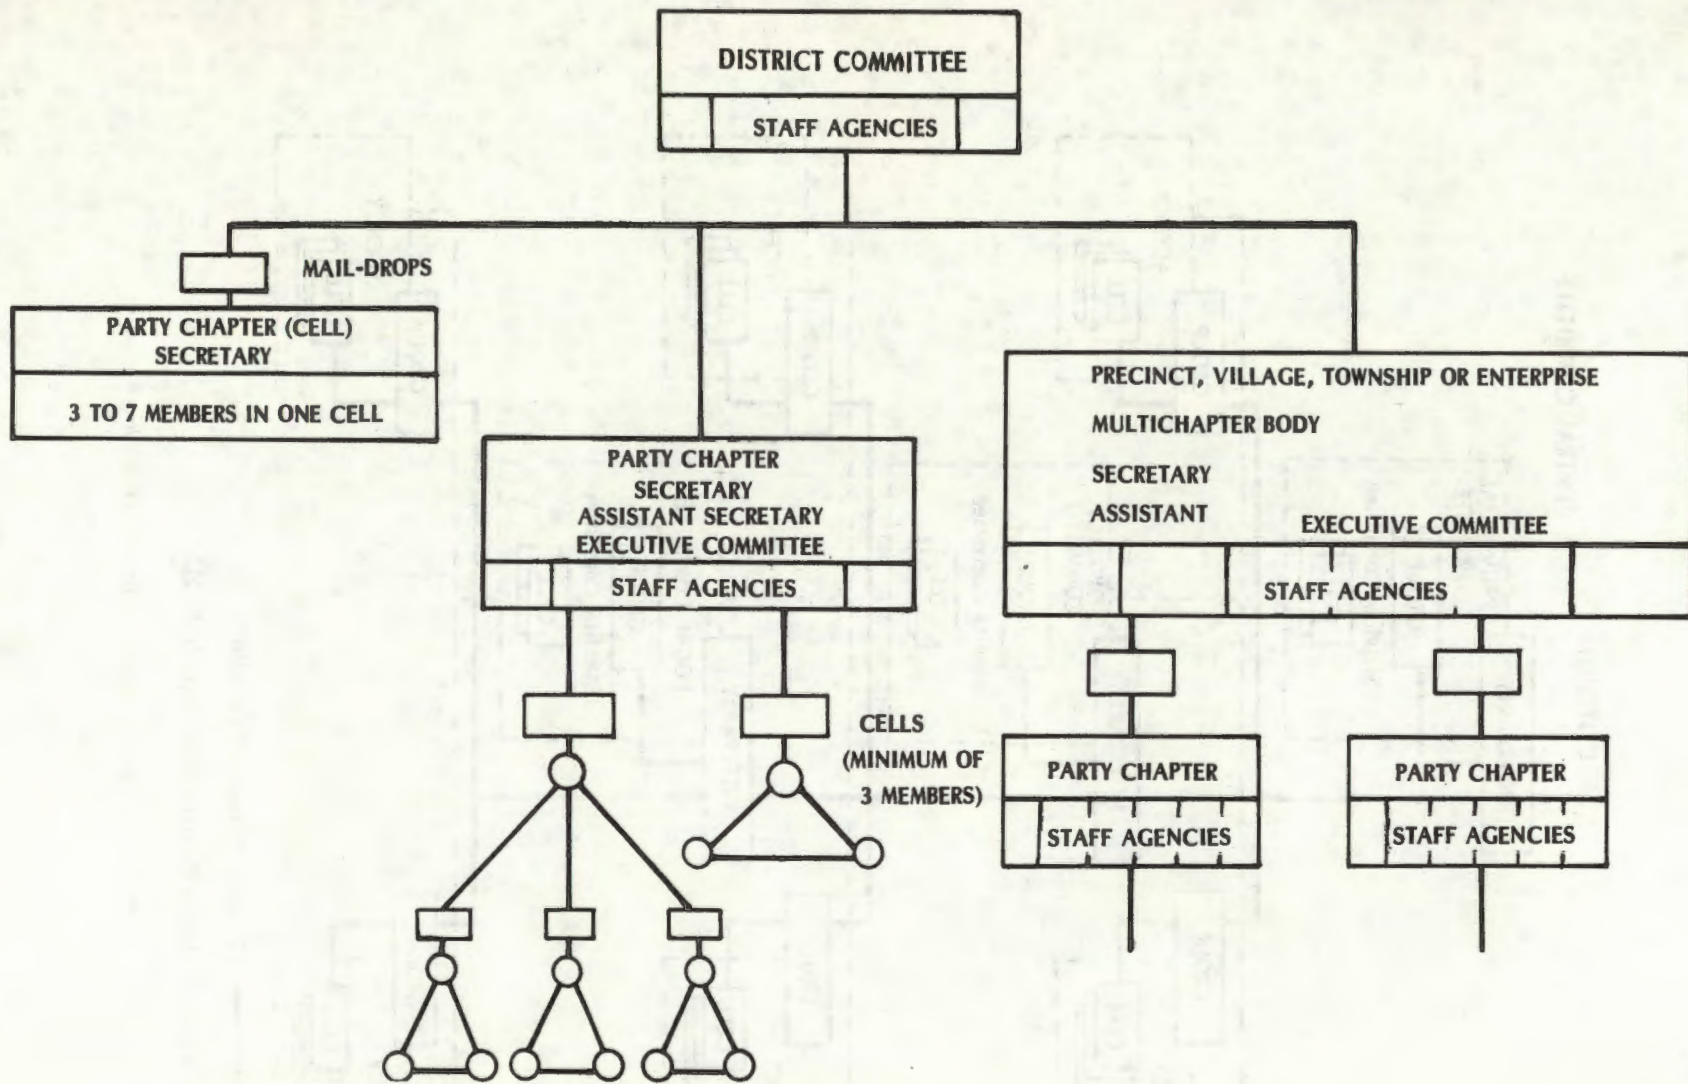 DISTRICT COMMITTEE
STAFF AGENCIES
MAIL-DROPS
PARTY CHAPTER (CELL)
SECRETARY
3 TO 7 MEMBERS IN ONE CELL
PARTY CHAPTER
SECRETARY
ASSISTANT SECRETARY
EXECUTIVE COMMITTEE
STAFF AGENCIES
CELLS
(MINIMUM OF
3 MEMBERS)
PRECINCT, VILLAGE, TOWNSHIP OR ENTERPRISE
MULTICHAPTER BODY
SECRETARY
ASSISTANT
EXECUTIVE COMMITTEE
STAFF AGENCIES
PARTY CHAPTER
STAFF AGENCIES
PARTY CHAPTER
STAFF AGENCIES